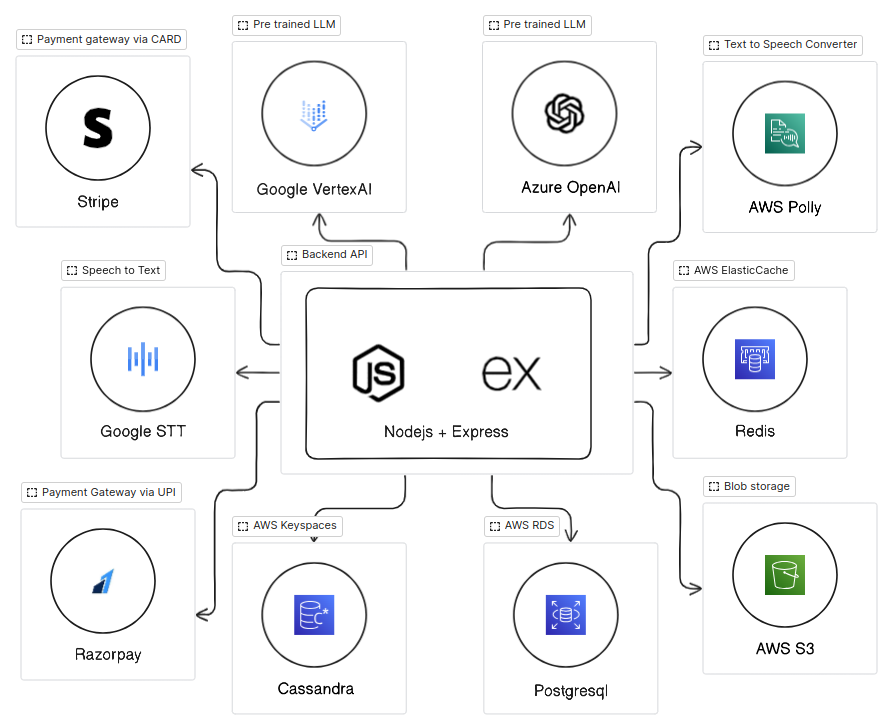 Payment gateway via CARD
Stripe
Pre trained LLM
Google VertexAI
Pre trained LLM
Azure OpenAI
Text to Speech Converter
AWS Polly
Speech to Text
Google STT
Backend API
JS
ex
Nodejs + Express
AWS ElasticCache
Redis
Payment Gateway via UPI
Razorpay
AWS Keyspaces
C*
Cassandra
AWS RDS
Postgresql
Blob storage
AWS S3